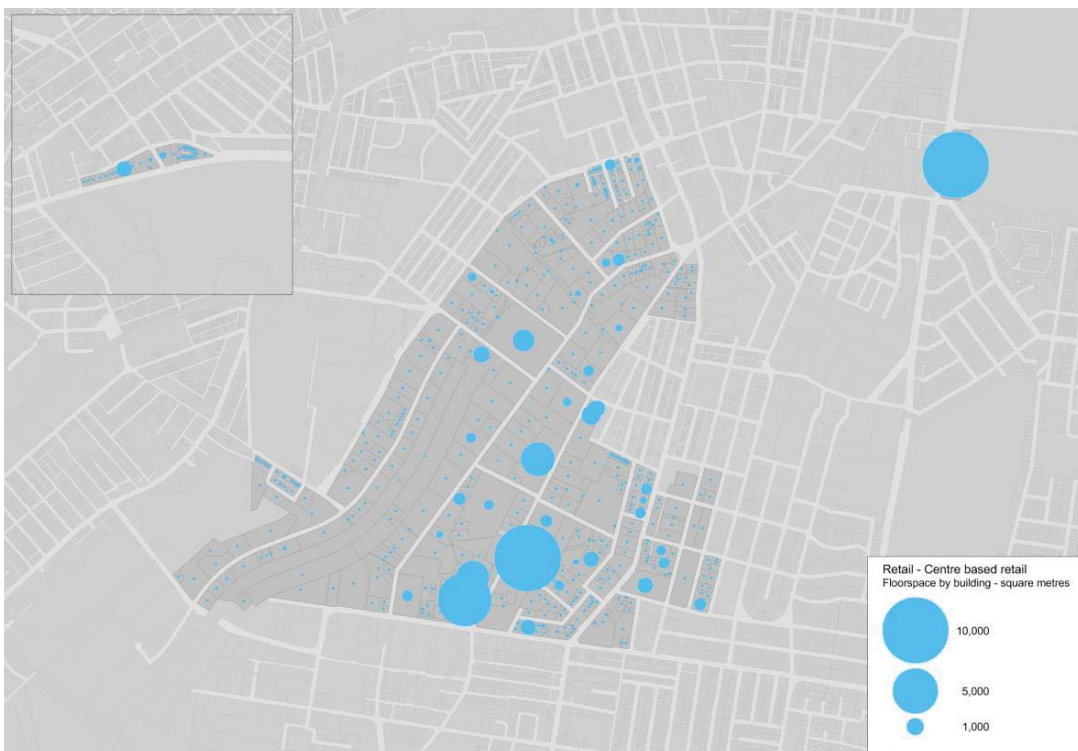 Retail - Centre based retail
Floorspace by building - square metres
10,000
5,000
1,000